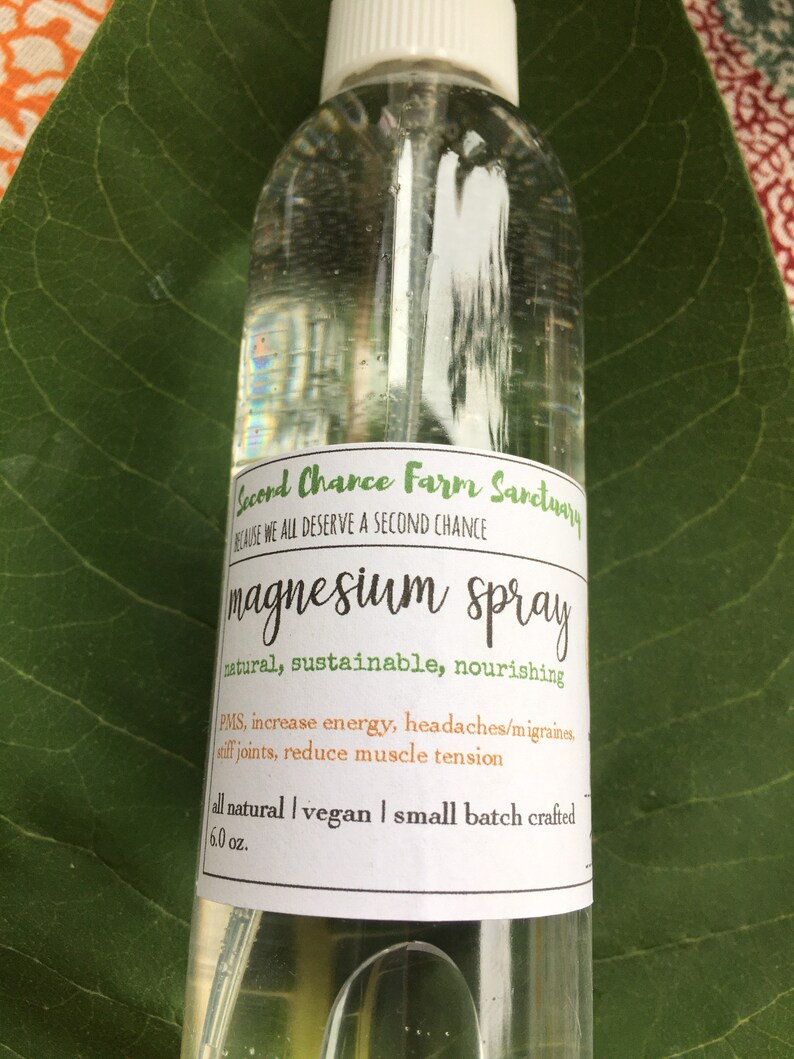 Second Chance Farm Sanctuary
BECAUSE WE ALL DESERVE A SECOND CHANCE
magnesium spray
natural, sustainable, nourishing
PMS, increase energy, headaches/migraines,
stiff joints, reduce muscle tension
all natural | vegan | small batch crafted
6.0 oz.